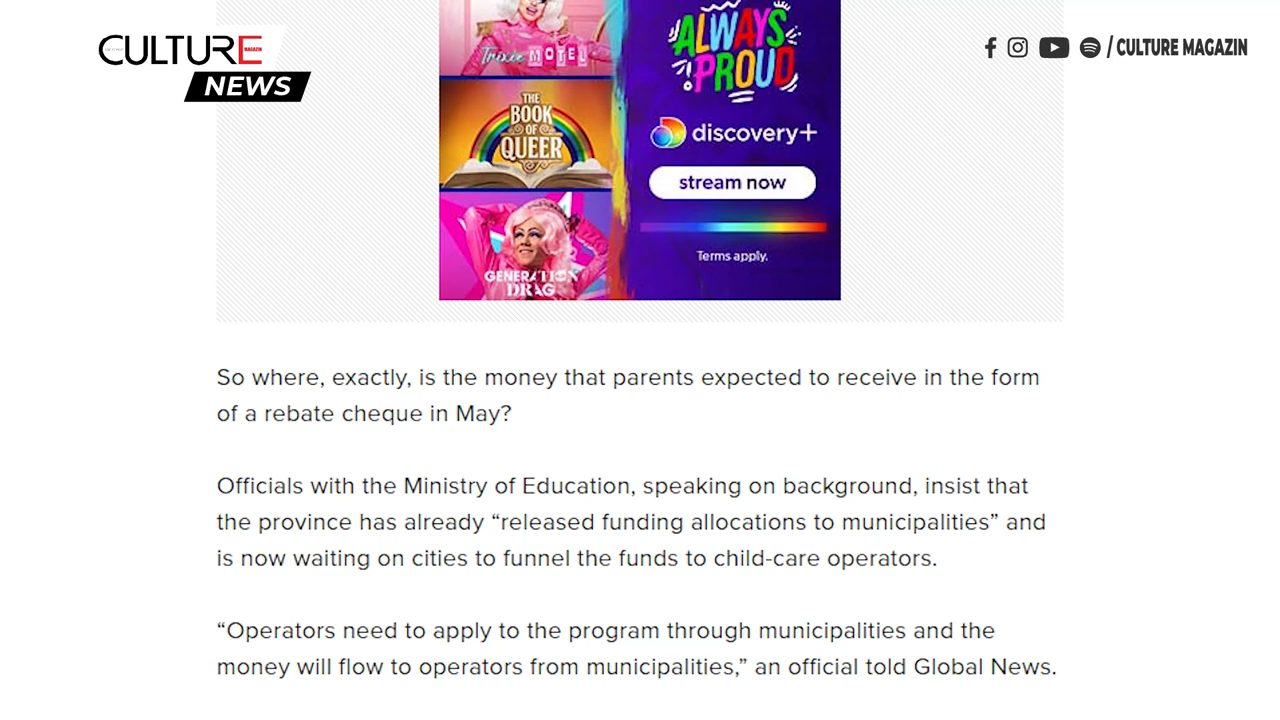 CULTURE
MAGAZIN
NEWS
/ CULTURE MAGAZIN
Trixie MOTEL
THE
BOOK
OF
QUEER
GENERATION
DRAG
ALWAYS
PROUD
discovery+
stream now
Terms apply.
So where, exactly, is the money that parents expected to receive in the form
of a rebate cheque in May?
Officials with the Ministry of Education, speaking on background, insist that
the province has already “released funding allocations to municipalities” and
is now waiting on cities to funnel the funds to child-care operators.
“Operators need to apply to the program through municipalities and the
money will flow to operators from municipalities,” an official told Global News.